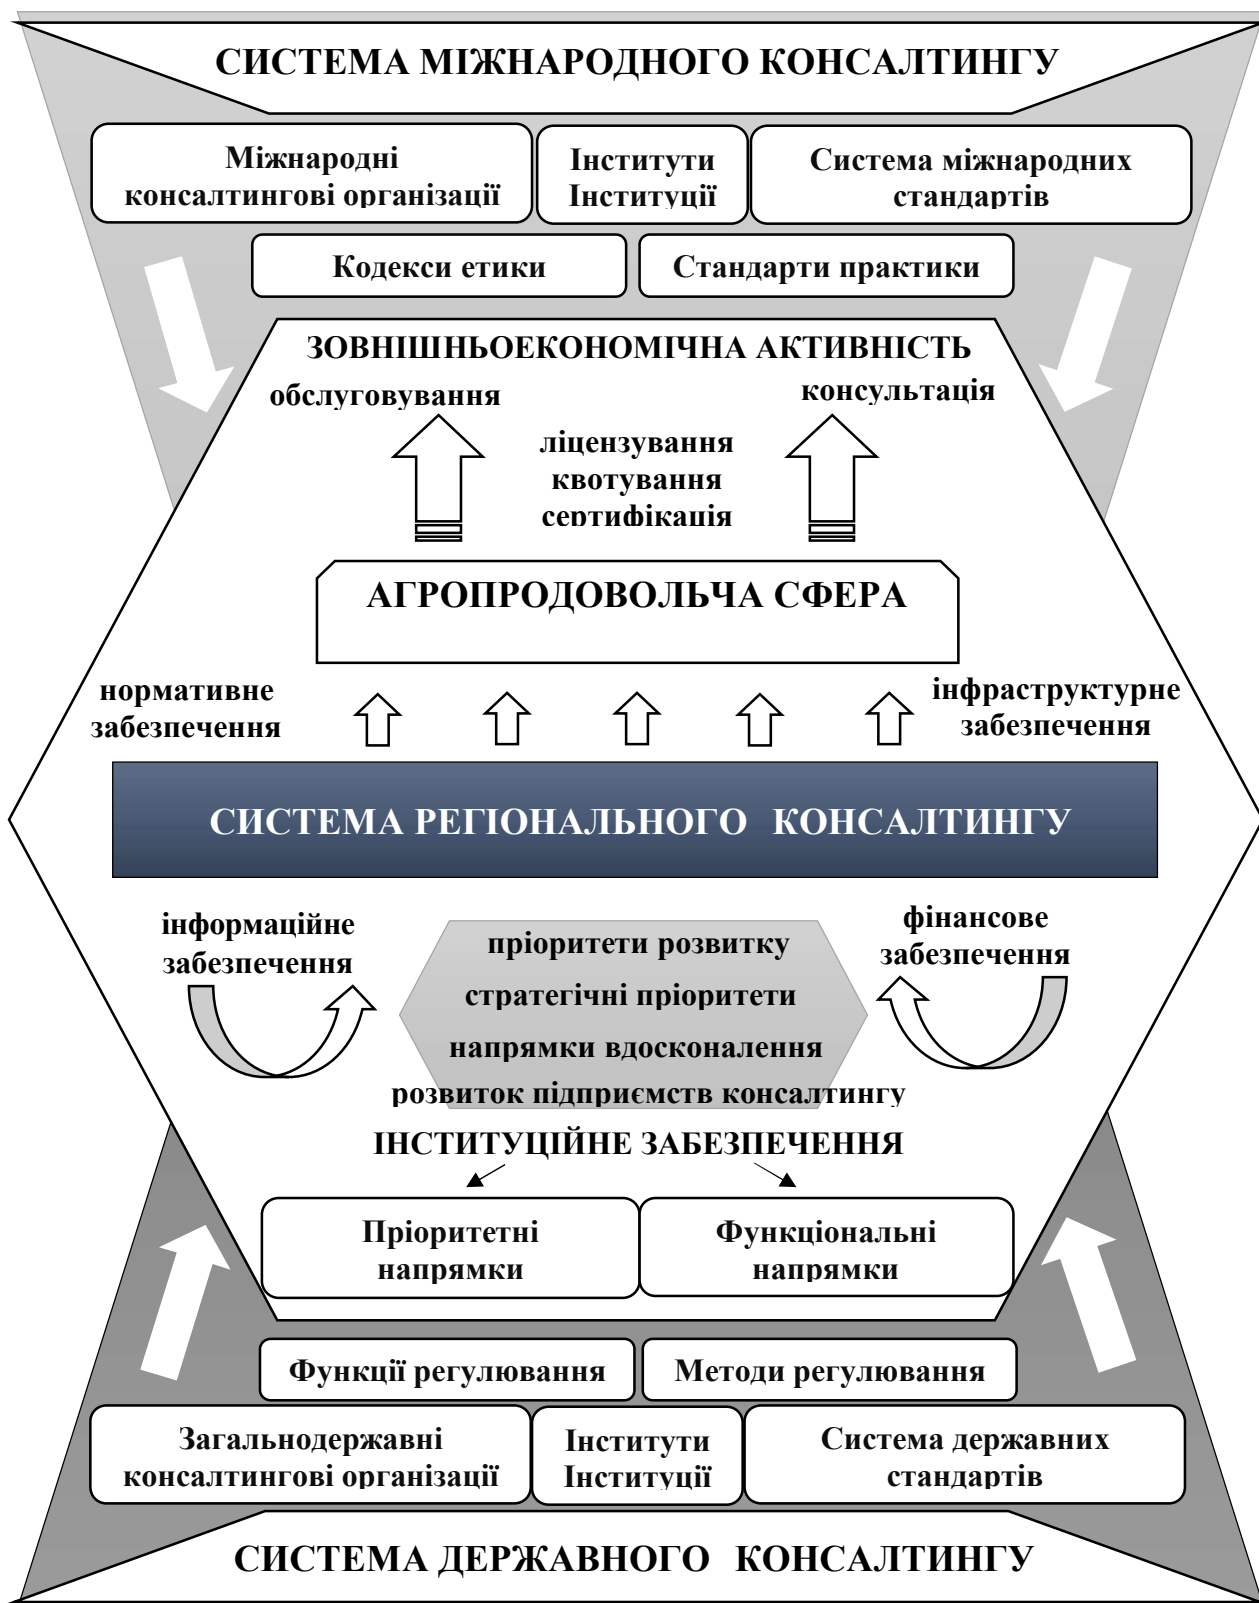 СИСТЕМА МІЖНАРОДНОГО КОНСАЛТИНГУ
Міжнародні
консалтингові організації
Інститути
Інституції
Система міжнародних
стандартів
Кодекси етики
Стандарти практики
ЗОВНІШНЬОЕКОНОМІЧНА АКТИВНІСТЬ
обслуговування
консультація
ліцензування
квотування
сертифікація
АГРОПРОДОВОЛЬЧА СФЕРА
нормативне
забезпечення
інфраструктурне
забезпечення
СИСТЕМА РЕГІОНАЛЬНОГО КОНСАЛТИНГУ
інформаційне
забезпечення
фінансове
забезпечення
пріоритети розвитку
стратегічні пріоритети
напрямки вдосконалення
розвиток підприємств консалтингу
ІНСТИТУЦІЙНЕ ЗАБЕЗПЕЧЕННЯ
Пріоритетні
напрямки
Функціональні
напрямки
Функції регулювання
Методи регулювання
Загальнодержавні
консалтингові організації
Інститути
Інституції
Система державних
стандартів
СИСТЕМА ДЕРЖАВНОГО КОНСАЛТИНГУ